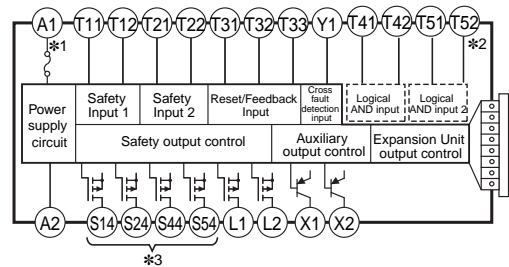 A1 T11 T12 T21 T22 T31 T32 T33 Y1 T41 T42 T51 T52
*1
*2
Power supply circuit
Safety Input 1
Safety Input 2
Reset/Feedback Input
Cross fault detection input
Logical AND input
Logical AND input 2
Safety output control
Auxiliary output control
Expansion Unit output control
A2 S14 S24 S44 S54 L1 L2 X1 X2
*3